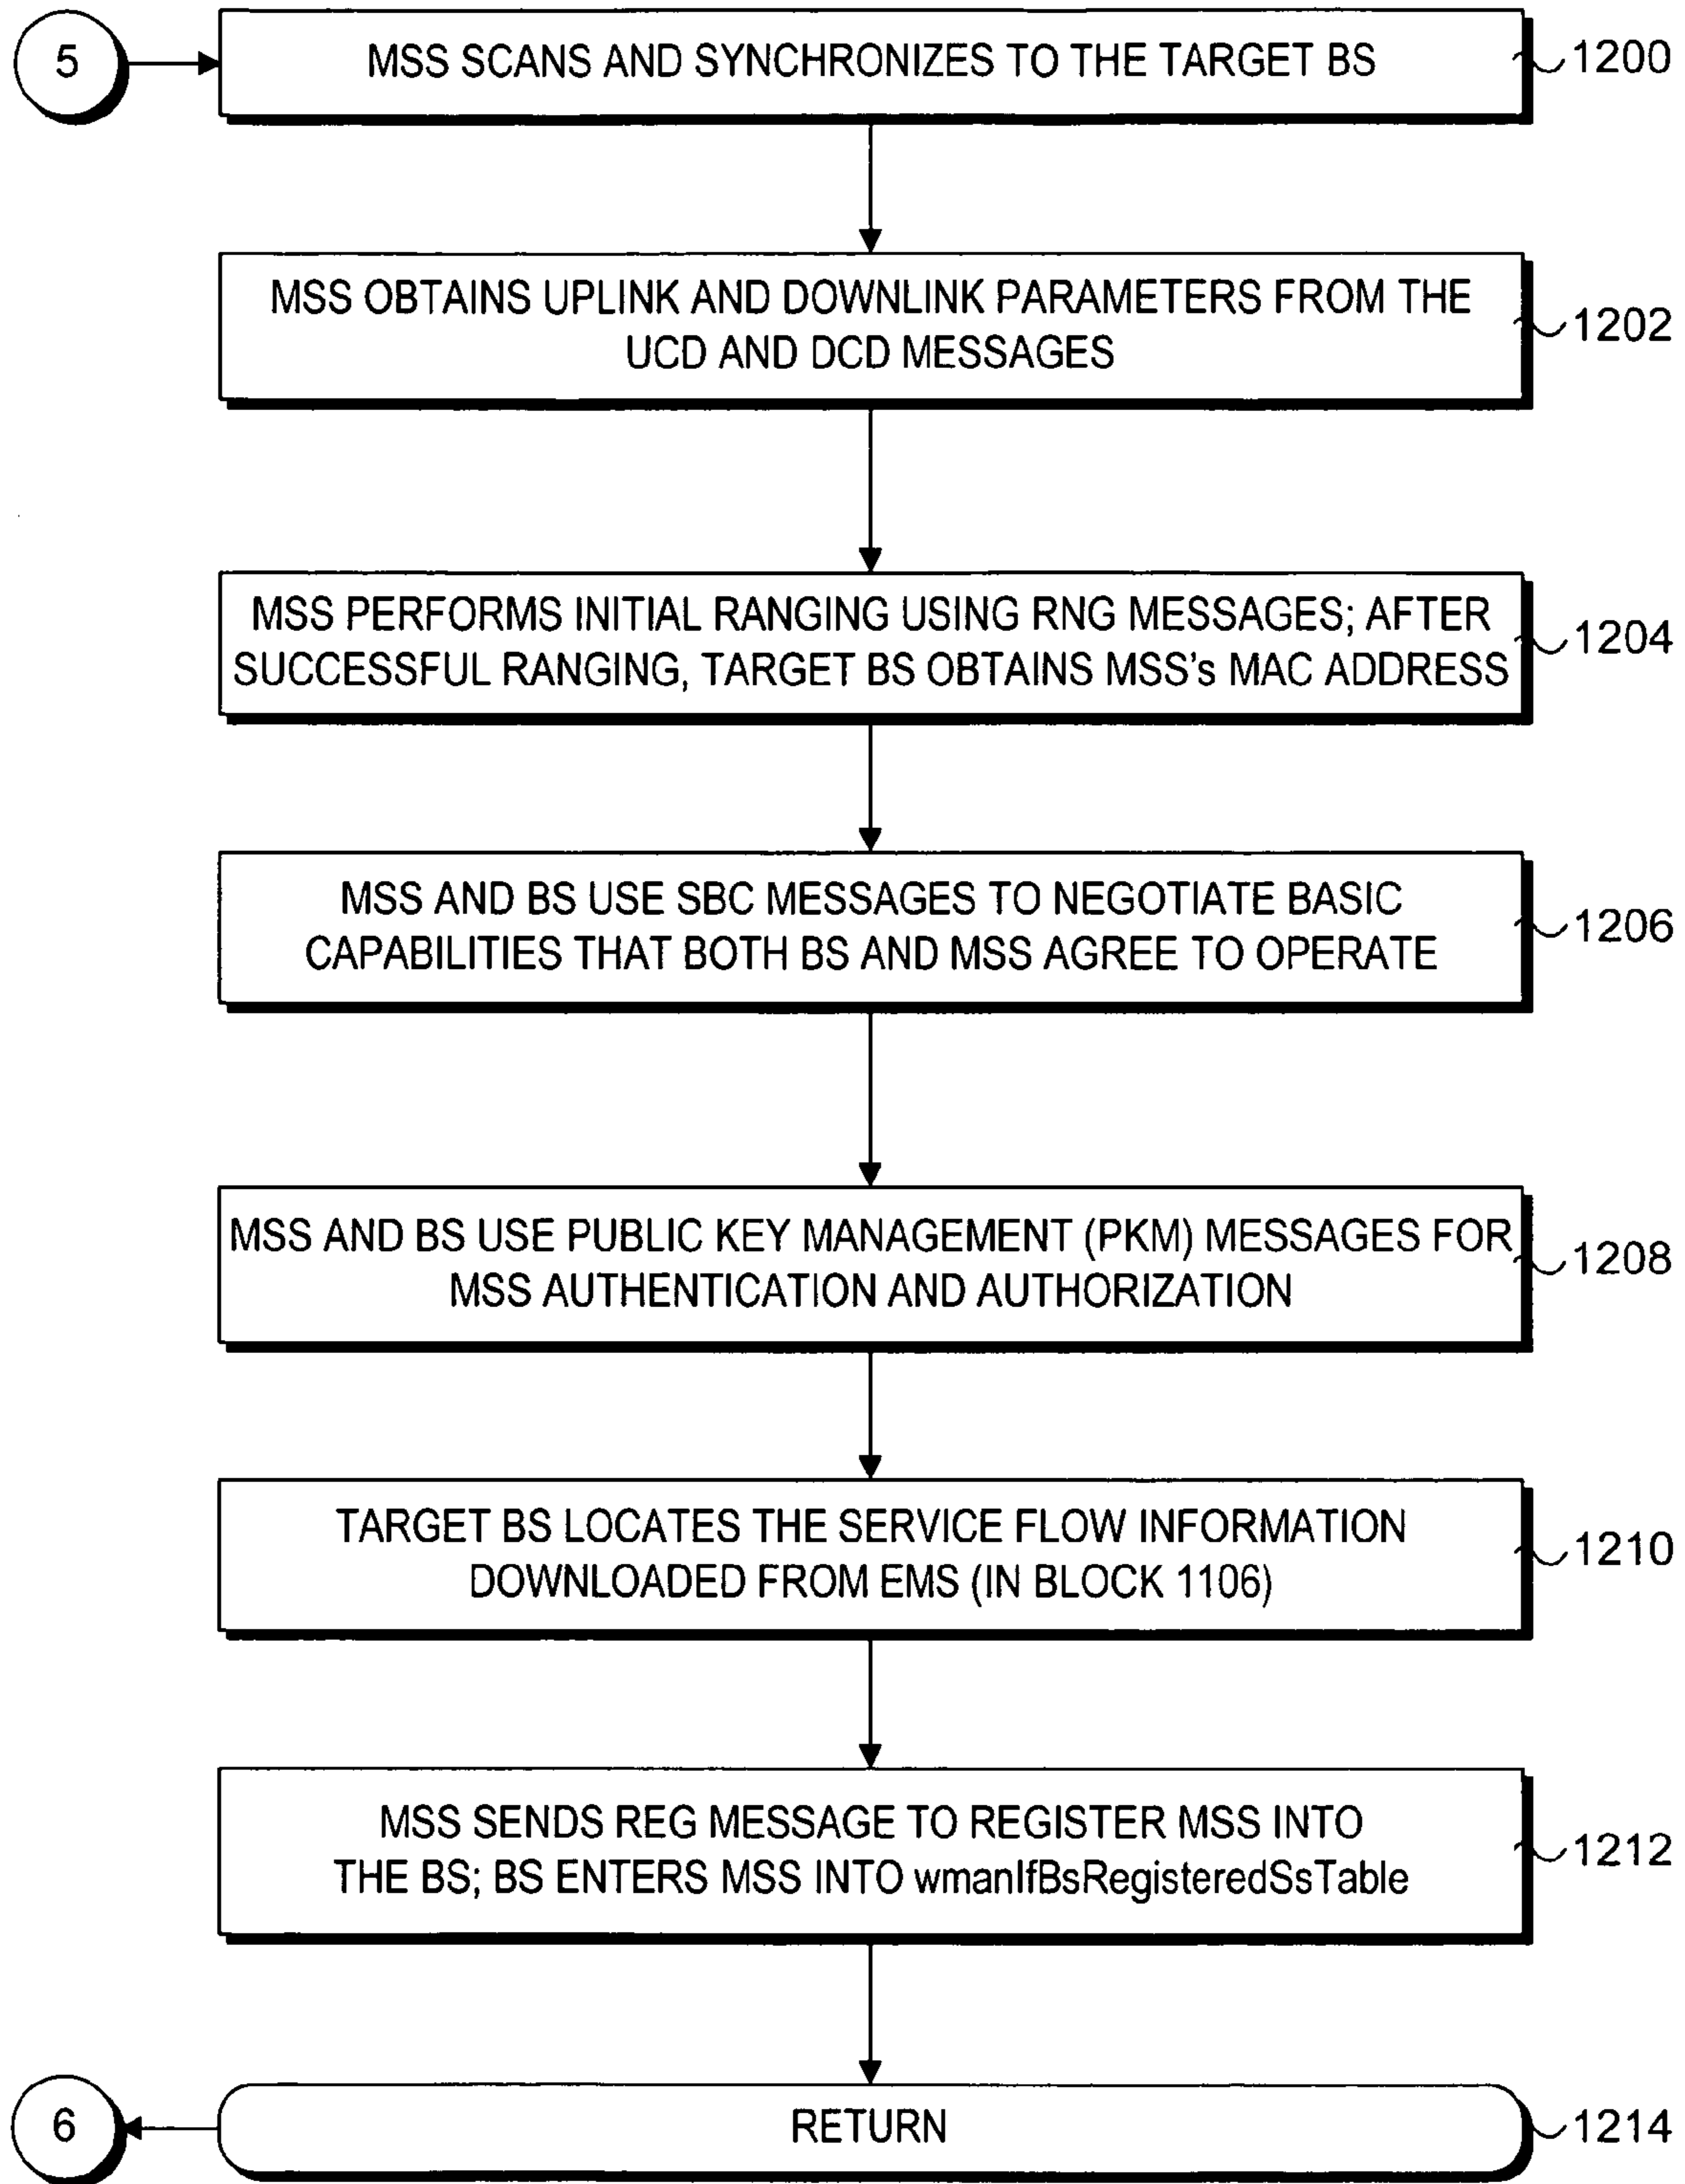 5
MSS SCANS AND SYNCHRONIZES TO THE TARGET BS
1200
MSS OBTAINS UPLINK AND DOWNLINK PARAMETERS FROM THE
UCD AND DCD MESSAGES
1202
MSS PERFORMS INITIAL RANGING USING RNG MESSAGES; AFTER
SUCCESSFUL RANGING, TARGET BS OBTAINS MSS's MAC ADDRESS
1204
MSS AND BS USE SBC MESSAGES TO NEGOTIATE BASIC
CAPABILITIES THAT BOTH BS AND MSS AGREE TO OPERATE
1206
MSS AND BS USE PUBLIC KEY MANAGEMENT (PKM) MESSAGES FOR
MSS AUTHENTICATION AND AUTHORIZATION
1208
TARGET BS LOCATES THE SERVICE FLOW INFORMATION
DOWNLOADED FROM EMS (IN BLOCK 1106)
1210
MSS SENDS REG MESSAGE TO REGISTER MSS INTO
THE BS; BS ENTERS MSS INTO wmanIfBsRegisteredSsTable
1212
6
RETURN
1214